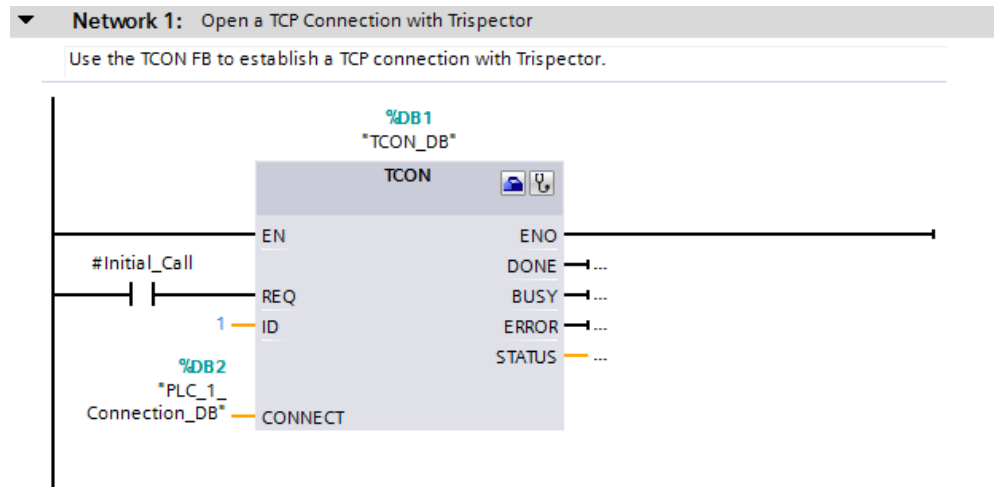 Network 1: Open a TCP Connection with Trispector
Use the TCON FB to establish a TCP connection with Trispector.
%DB1
"TCON_DB"
TCON
EN
ENO
#Initial_Call
DONE
...
REQ
BUSY
...
1
ID
ERROR
...
STATUS
...
%DB2
"PLC_1_
Connection_DB"
CONNECT